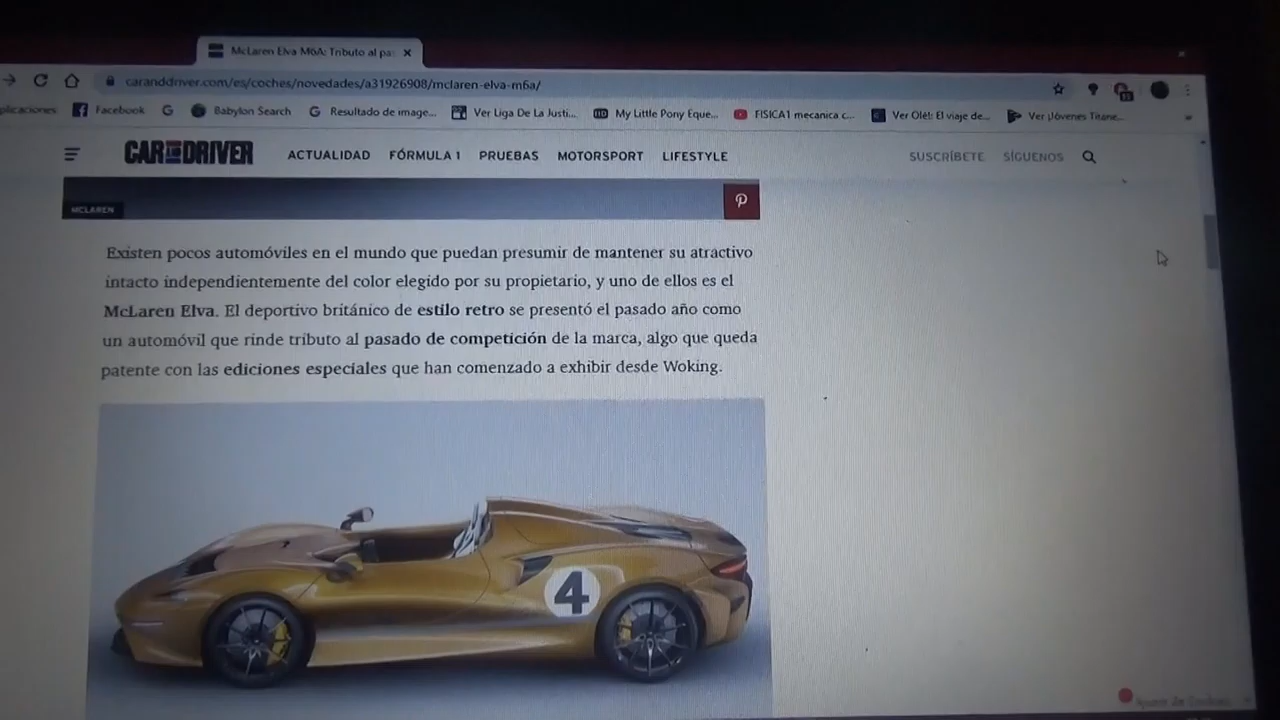 McLaren Elva M6A: Tributo al pa
caranddriver.com/es/coches/novedades/a31926908/mclaren-elva-m6a/
plicaciones
Facebook
Babylon Search
Resultado de image...
Ver Liga De La Justi...
My Little Pony Eque...
FISICA1 mecanica c...
Ver Olé!: El viaje de...
Ver ¡Jóvenes Titane...
CAR AND DRIVER
ACTUALIDAD
FÓRMULA 1
PRUEBAS
MOTORSPORT
LIFESTYLE
SUSCRÍBETE
SÍGUENOS
MCLAREN
Existen pocos automóviles en el mundo que puedan presumir de mantener su atractivo
intacto independientemente del color elegido por su propietario, y uno de ellos es el
McLaren Elva. El deportivo británico de estilo retro se presentó el pasado año como
un automóvil que rinde tributo al pasado de competición de la marca, algo que queda
patente con las ediciones especiales que han comenzado a exhibir desde Woking.
4